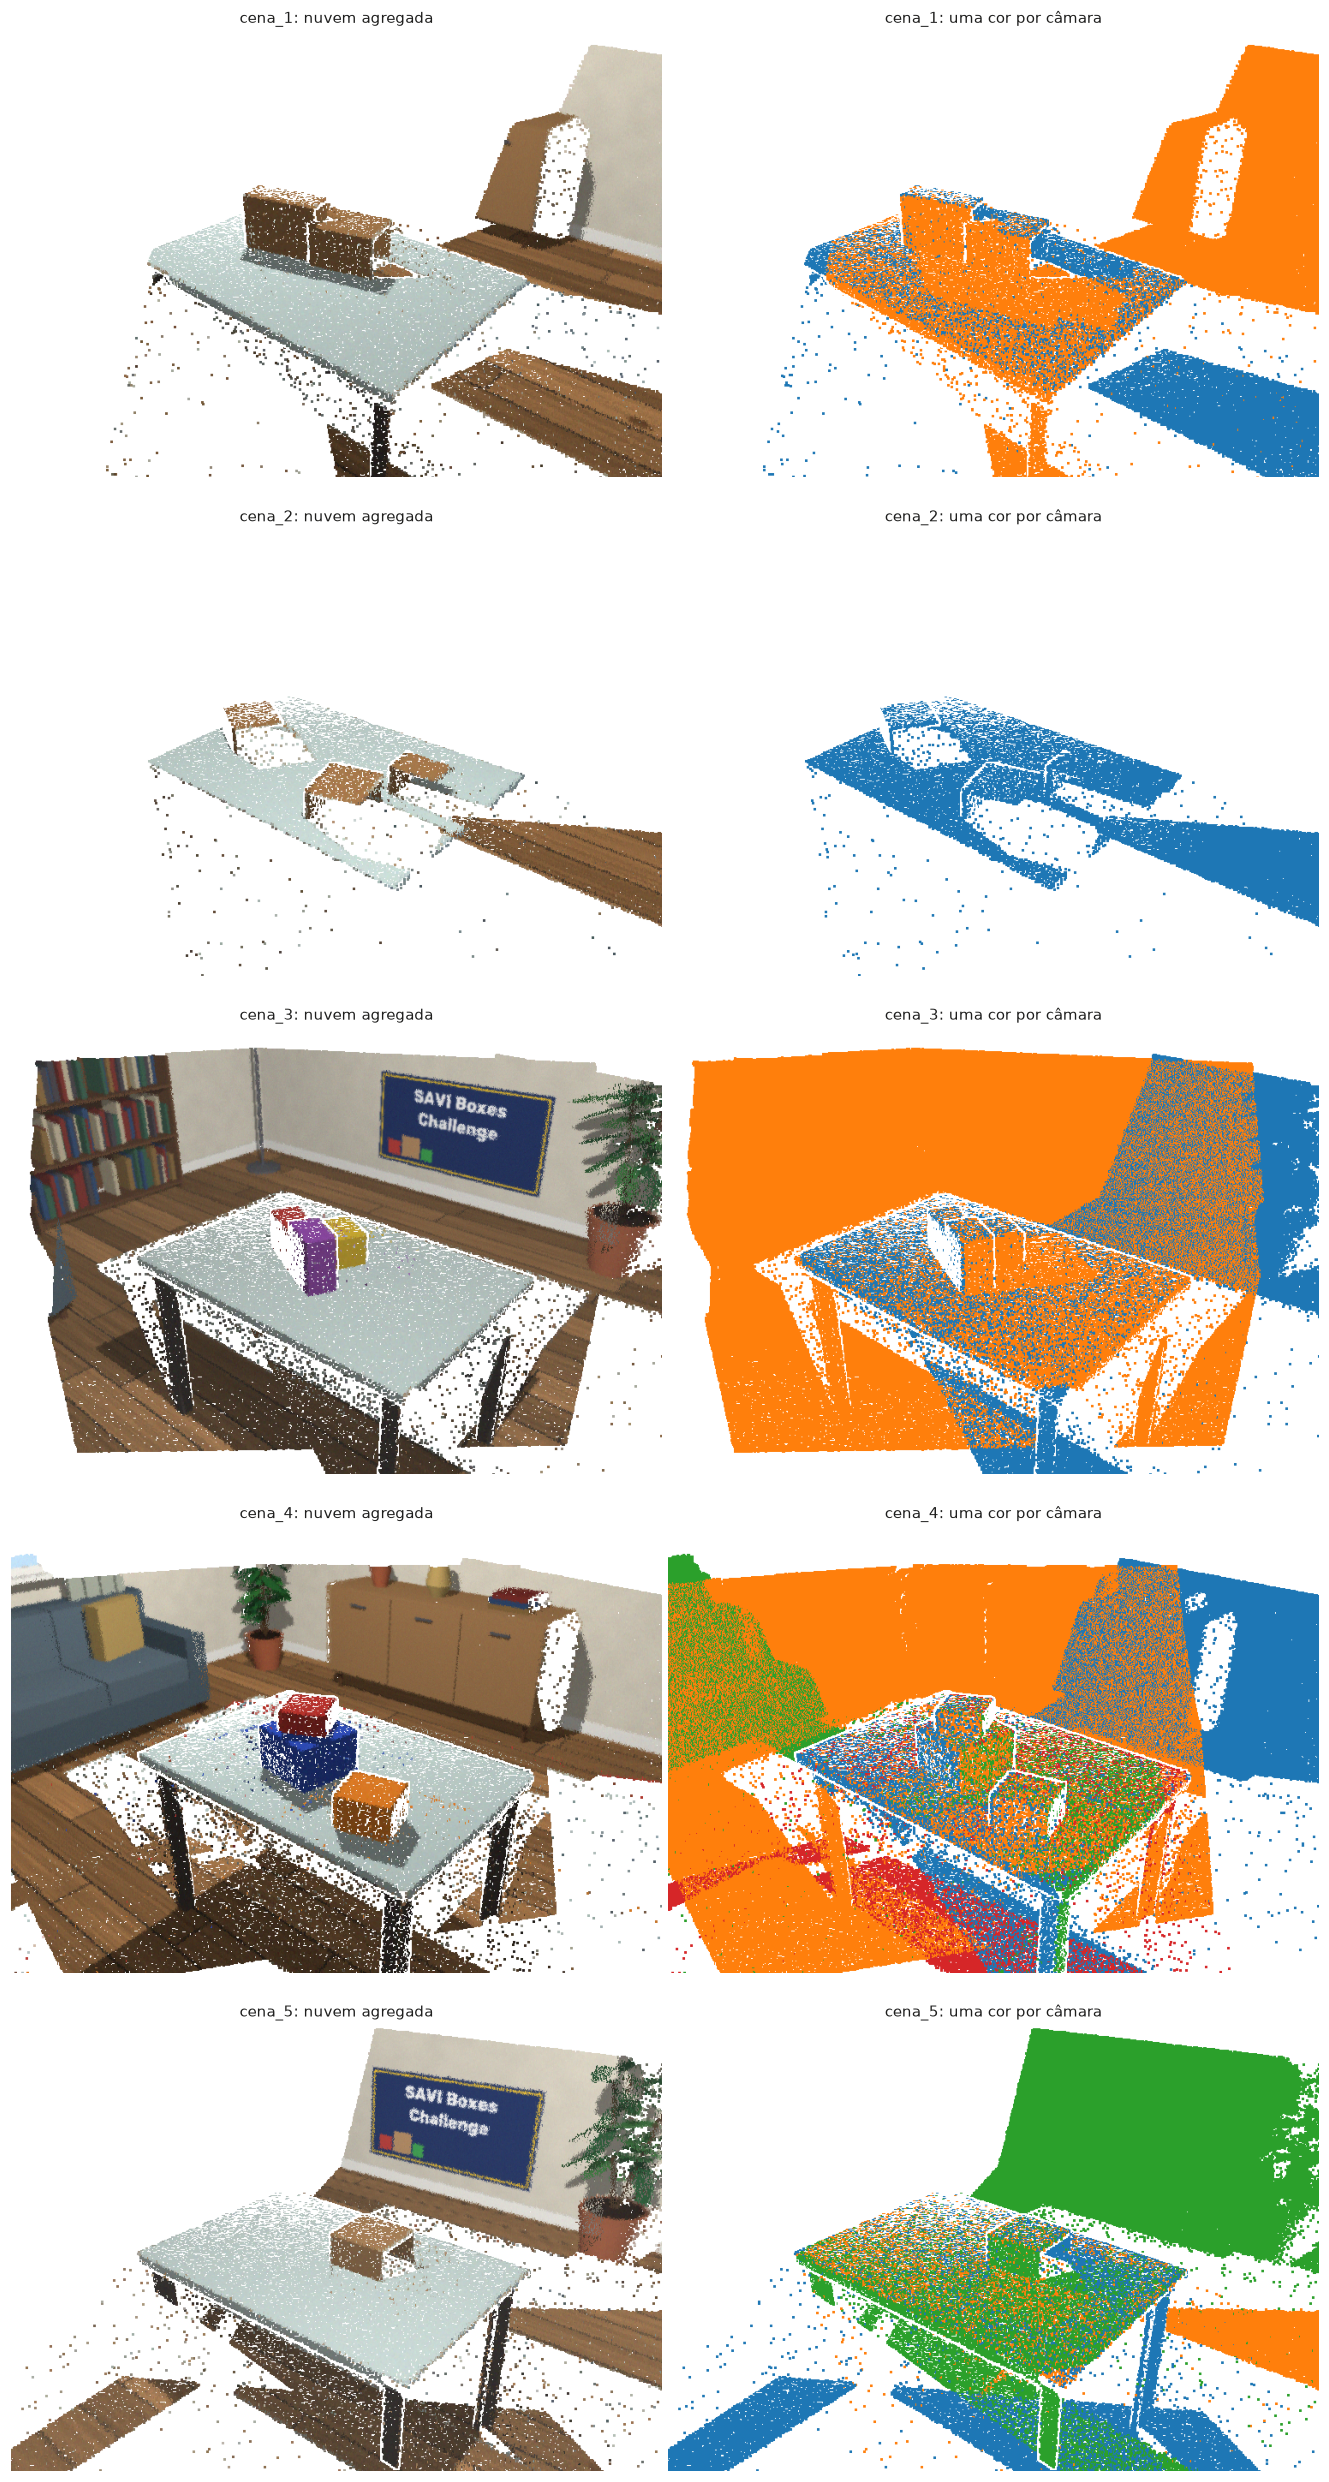 cena_1: nuvem agregada
cena_1: uma cor por câmara
cena_2: nuvem agregada
cena_2: uma cor por câmara
cena_3: nuvem agregada
cena_3: uma cor por câmara
SAVI Boxes
Challenge
cena_4: nuvem agregada
cena_4: uma cor por câmara
cena_5: nuvem agregada
cena_5: uma cor por câmara
SAVI Boxes
Challenge